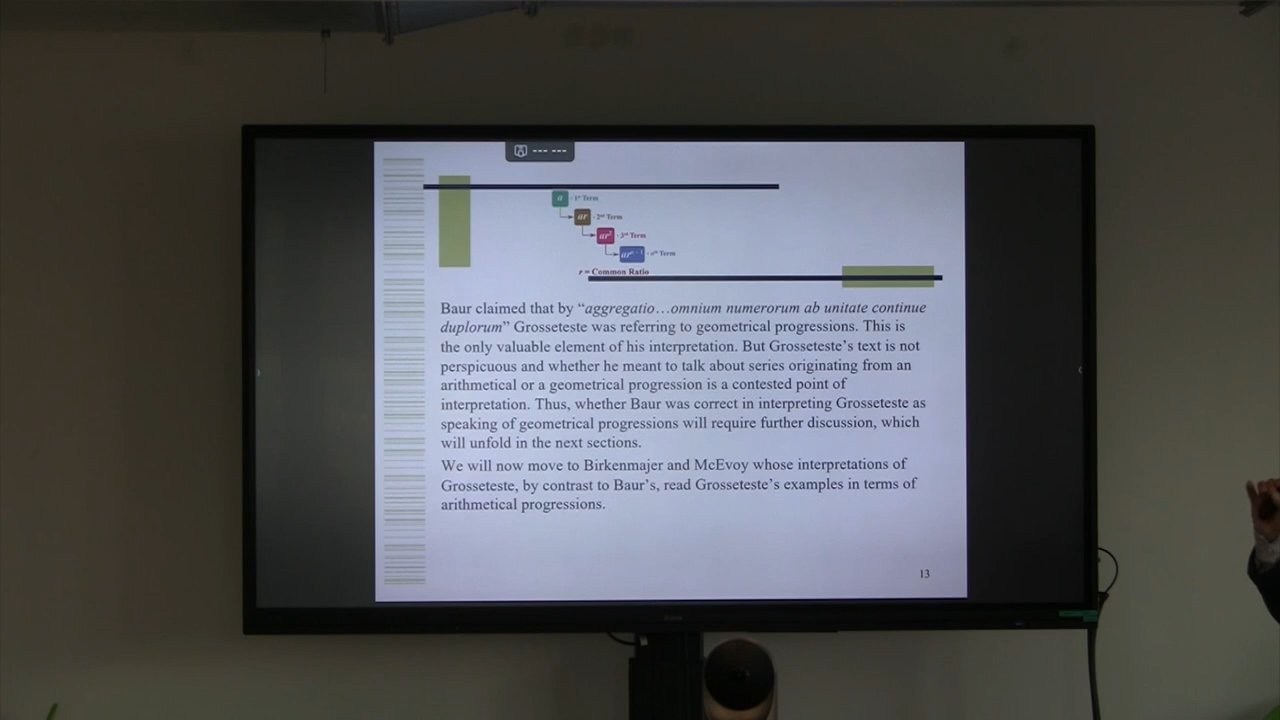 a - 1st Term
ar - 2nd Term
ar² - 3rd Term
arⁿ⁻¹ - nth Term
r = Common Ratio
Baur claimed that by “aggregatio…omnium numerorum ab unitate continue
duplorum” Grosseteste was referring to geometrical progressions. This is
the only valuable element of his interpretation. But Grosseteste’s text is not
perspicuous and whether he meant to talk about series originating from an
arithmetical or a geometrical progression is a contested point of
interpretation. Thus, whether Baur was correct in interpreting Grosseteste as
speaking of geometrical progressions will require further discussion, which
will unfold in the next sections.
We will now move to Birkenmajer and McEvoy whose interpretations of
Grosseteste, by contrast to Baur’s, read Grosseteste’s examples in terms of
arithmetical progressions.
13